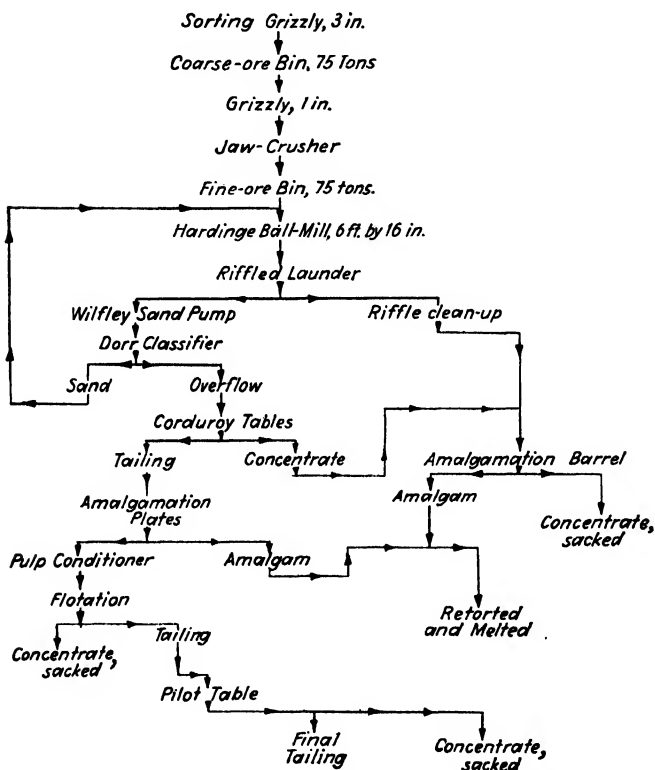 Sorting Grizzly, 3 in.
Coarse-ore Bin, 75 Tons
Grizzly, 1 in.
Jaw-Crusher
Fine-ore Bin, 75 tons.
Hardinge Ball-Mill, 6 ft. by 16 in.
Riffled Launder
Wilfley Sand Pump
Riffle clean-up
Dorr Classifier
Sand
Overflow
Corduroy Tables
Tailing
Concentrate
Amalgamation Barrel
Amalgamation
Plates
Amalgam
Concentrate,
sacked
Pulp Conditioner
Amalgam
Flotation
Retorted
and Melted
Concentrate,
sacked
Tailing
Pilot Table
Final
Tailing
Concentrate,
sacked